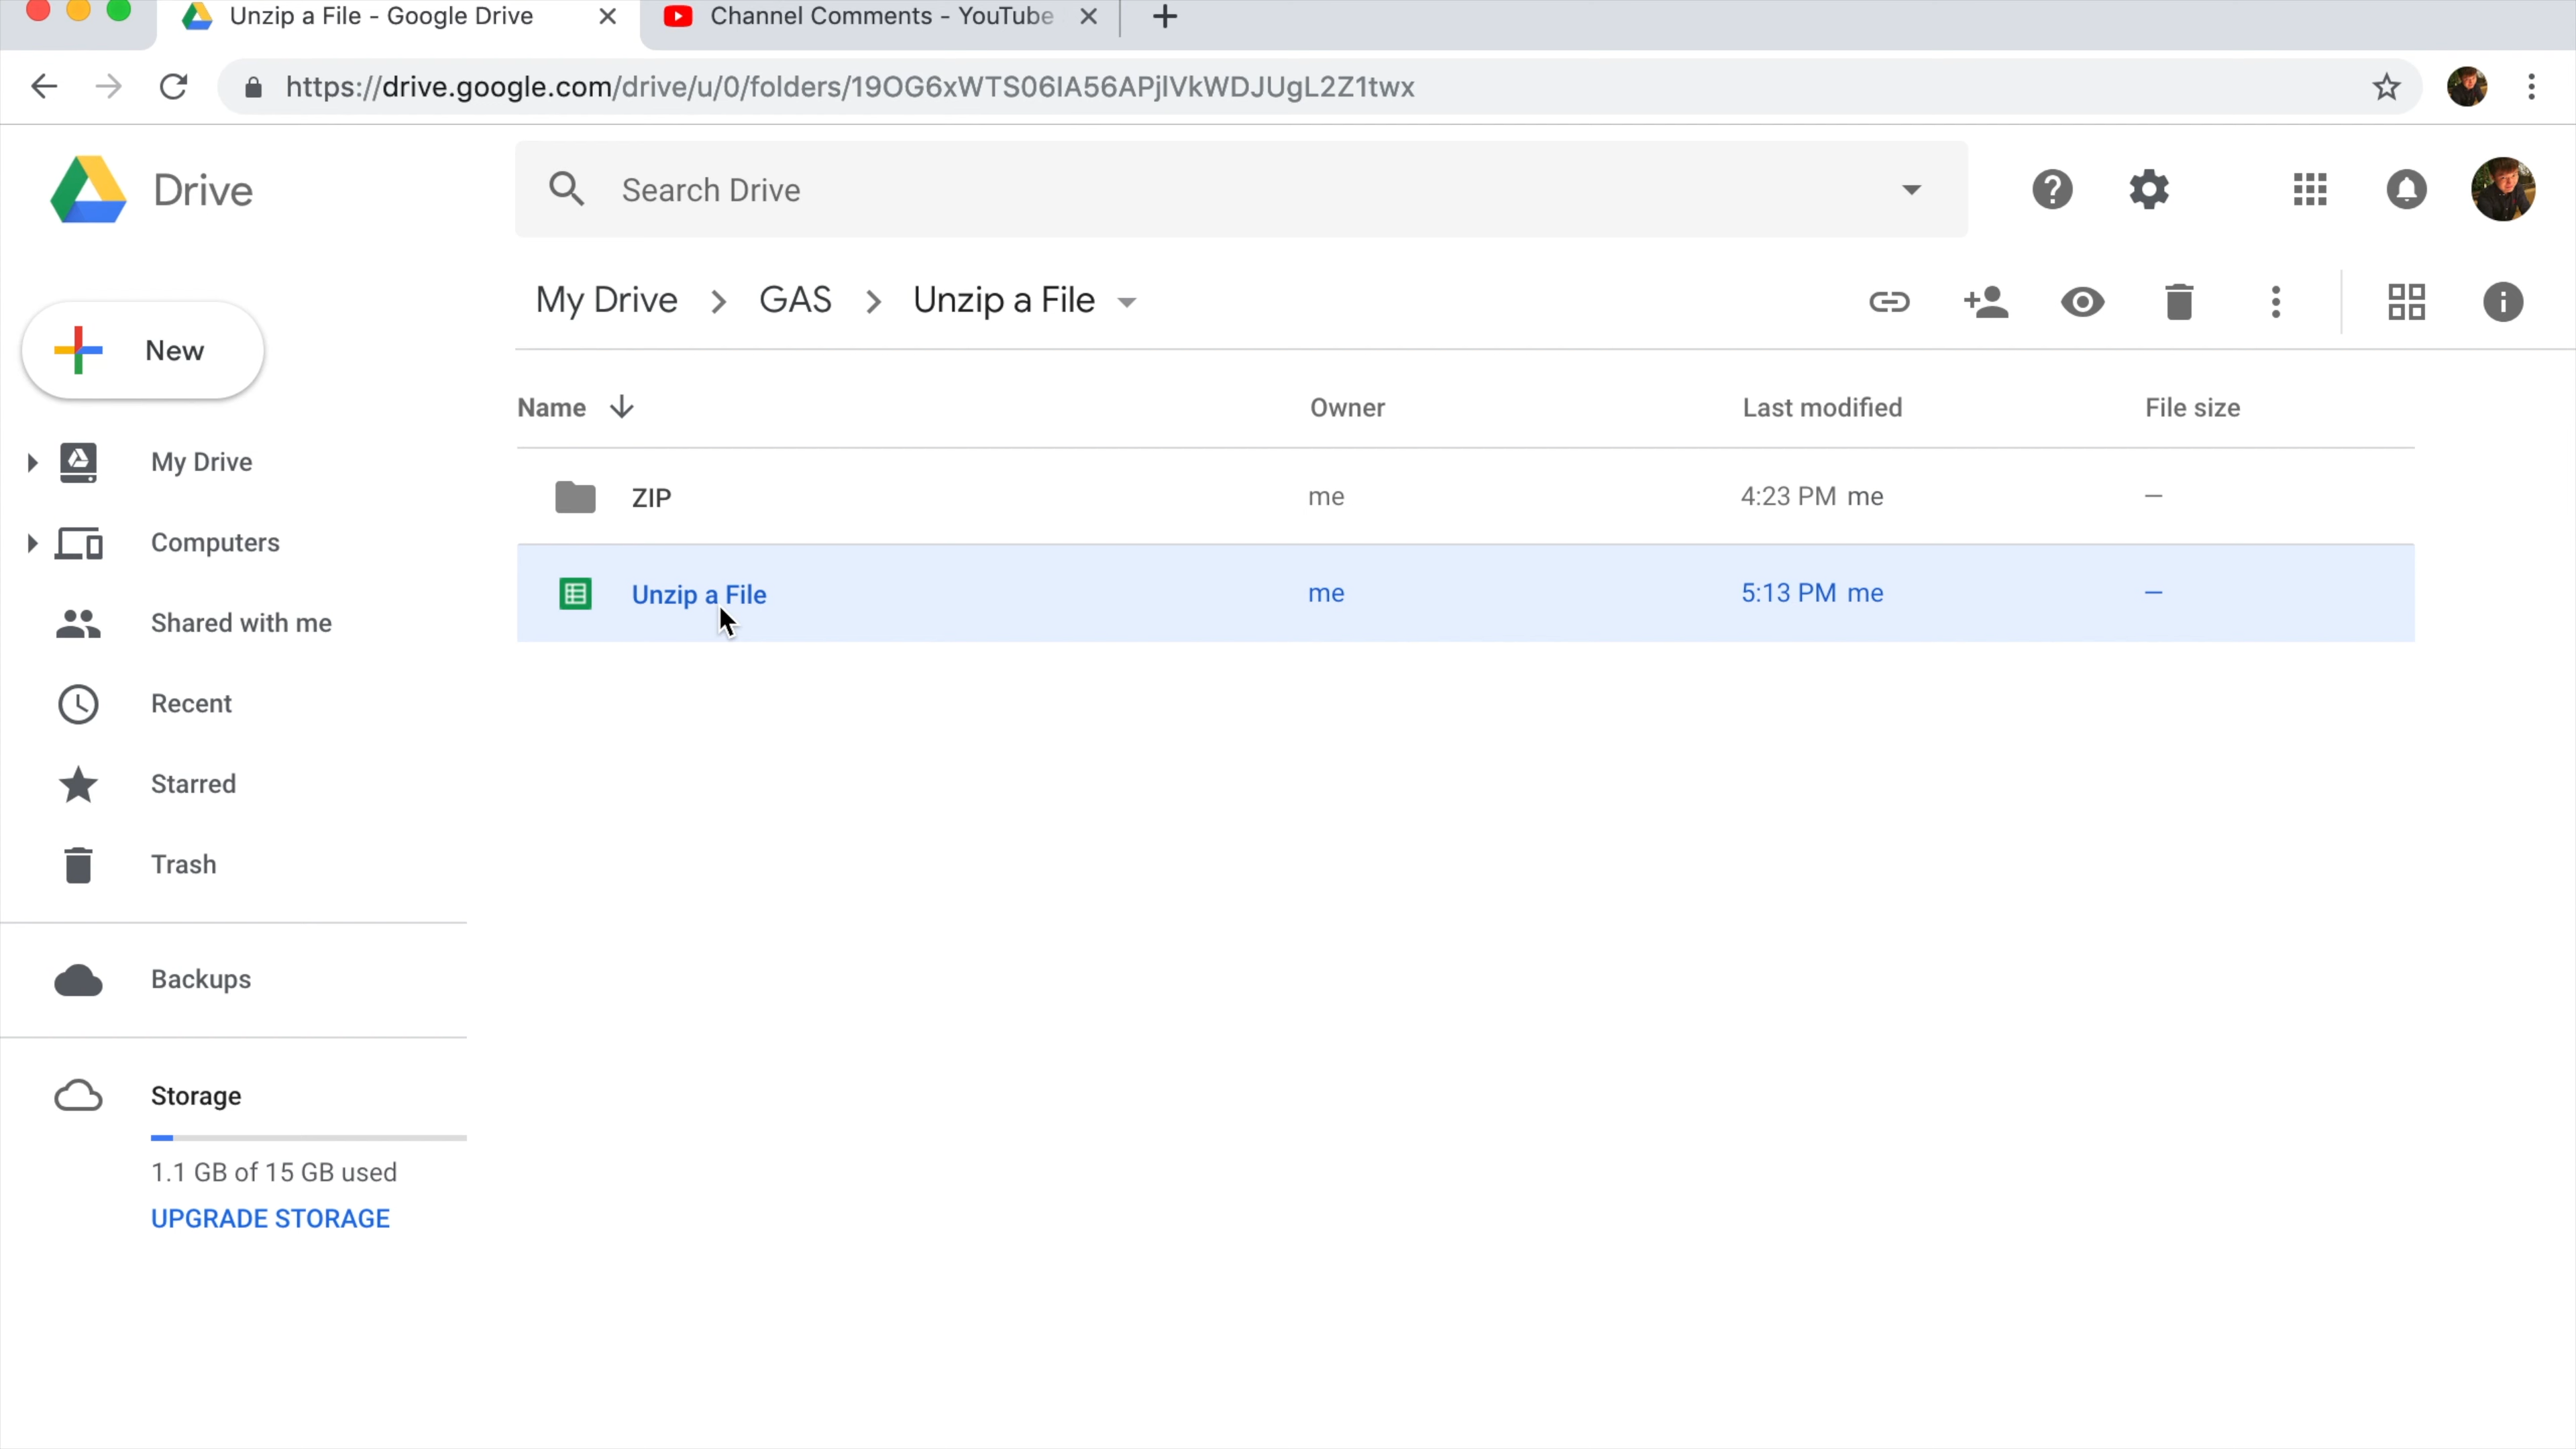 Unzip a File - Google Drive
Channel Comments - YouTube
https://drive.google.com/drive/u/0/folders/19OG6xWTS06IA56APjlVkWDJUgL2Z1twx
Drive
Search Drive
My Drive GAS Unzip a File
New
Name Owner Last modified File size
My Drive
ZIP me 4:23 PM me –
Computers
Unzip a File me 5:13 PM me –
Shared with me
Recent
Starred
Trash
Backups
Storage
1.1 GB of 15 GB used
UPGRADE STORAGE